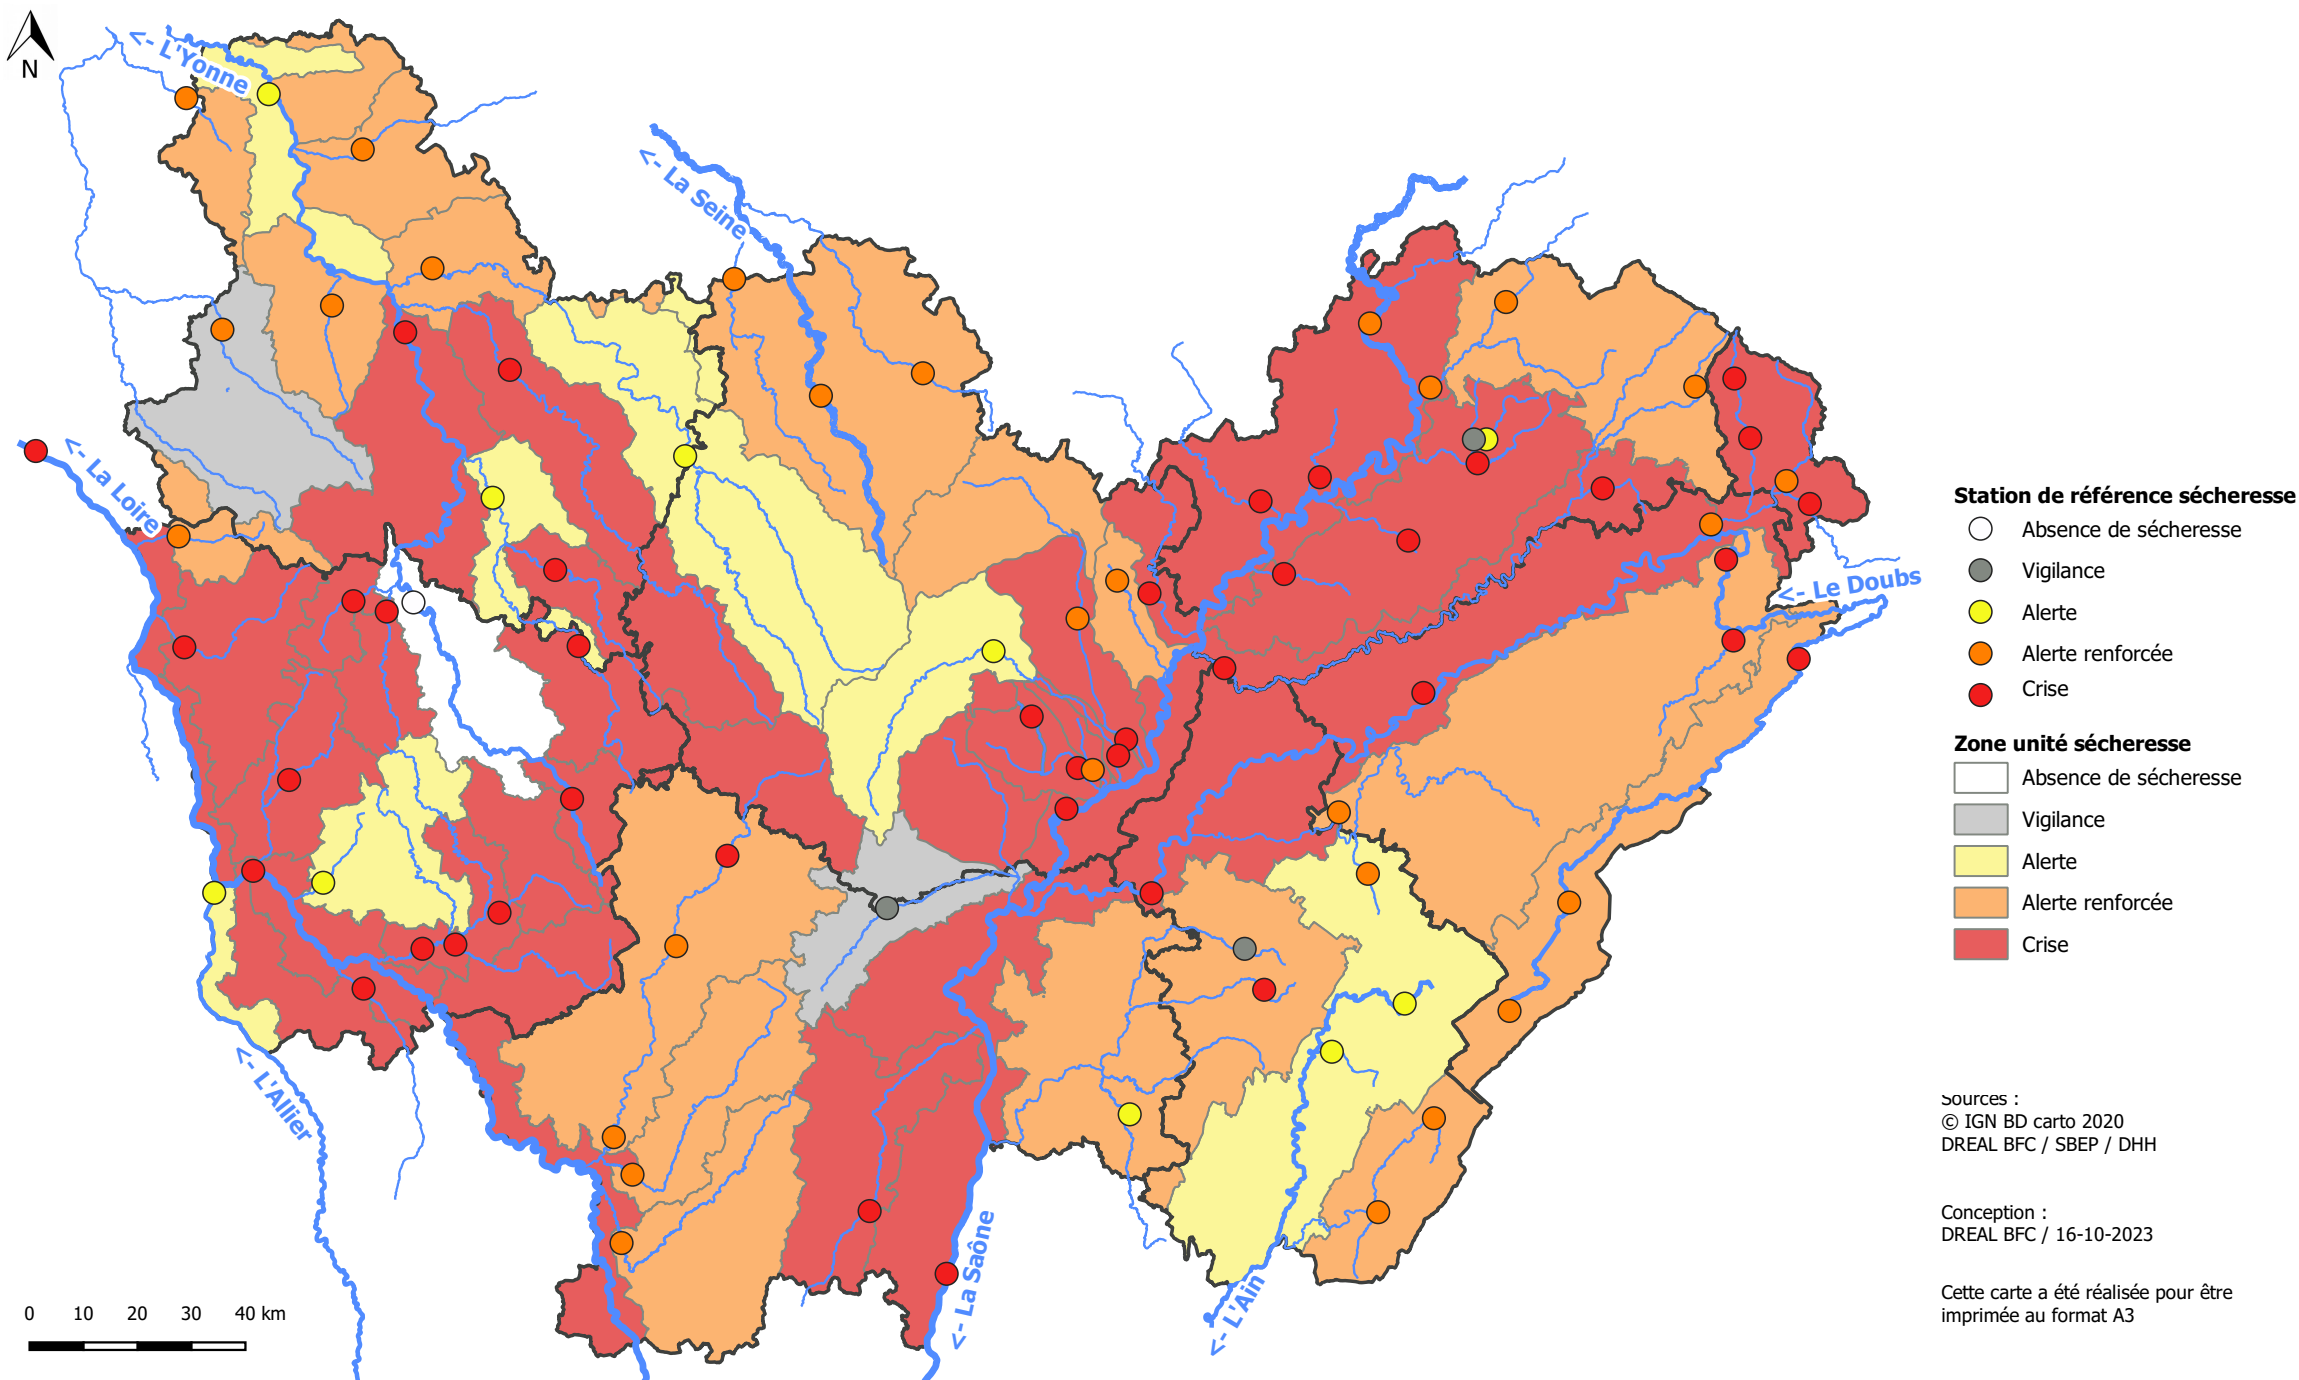 N
<- L'Yonne
<- La Seine
<- La Loire
<- Le Doubs
<- L'Allier
<- La Saône
<- L'Ain
Station de référence sécheresse
Absence de sécheresse
Vigilance
Alerte
Alerte renforcée
Crise
Zone unité sécheresse
Absence de sécheresse
Vigilance
Alerte
Alerte renforcée
Crise
Sources :
© IGN BD carto 2020
DREAL BFC / SBEP / DHH
Conception :
DREAL BFC / 16-10-2023
Cette carte a été réalisée pour être
imprimée au format A3
0 10 20 30 40 km